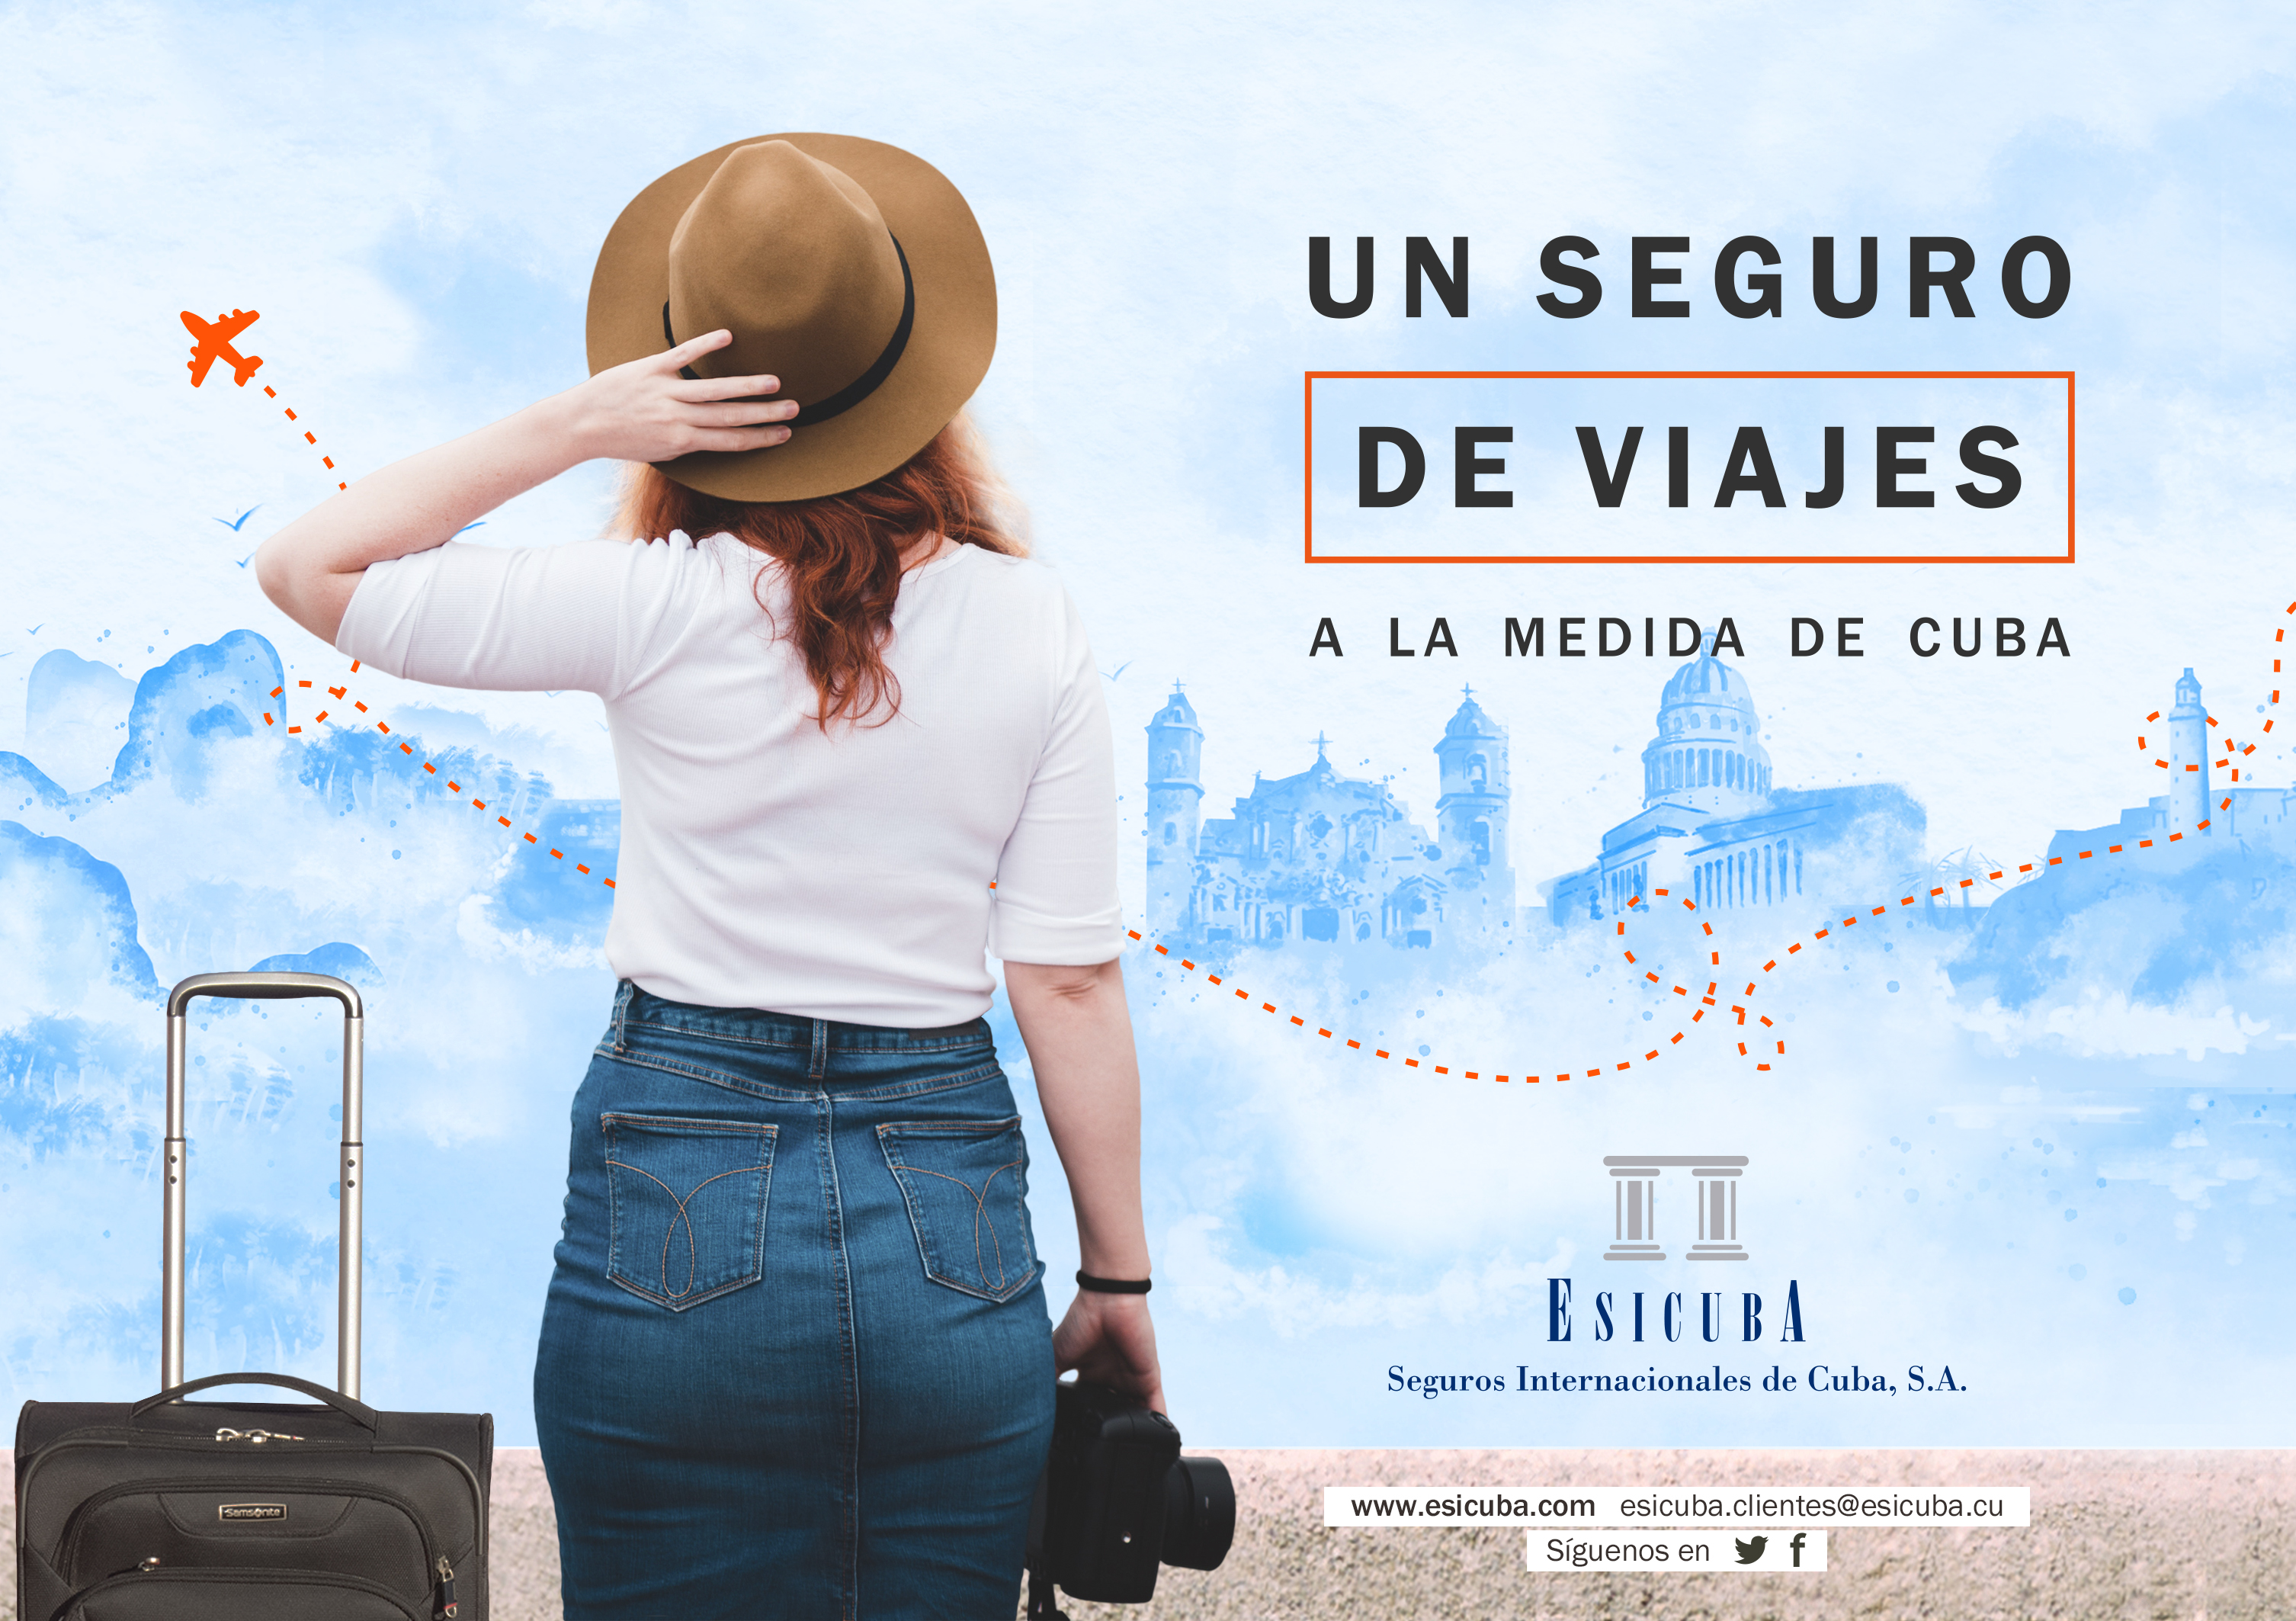 UN SEGURO
DE VIAJES
A LA MEDIDA DE CUBA
ESICUBA
Seguros Internacionales de Cuba, S.A.
Samsonite
www.esicuba.com esicuba.clientes@esicuba.cu
Síguenos en